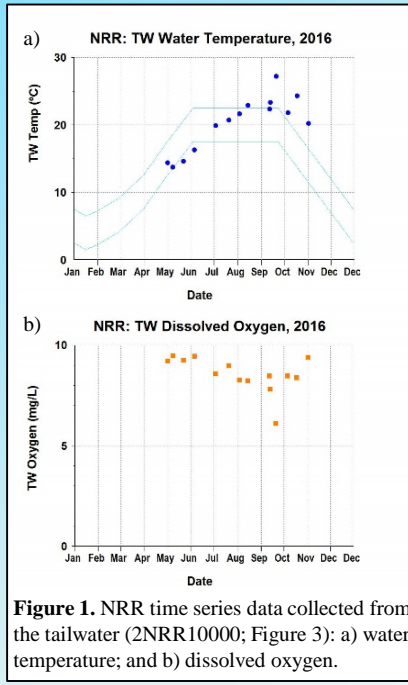 a) NRR: TW Water Temperature, 2016
30
20
10
0
TW Temp (ºC)
Jan Feb Mar Apr May Jun Jul Aug Sep Oct Nov Dec Dec
Date
b) NRR: TW Dissolved Oxygen, 2016
10
5
0
TW Oxygen (mg/L)
Jan Feb Mar Apr May Jun Jul Aug Sep Oct Nov Dec Dec
Date
Figure 1. NRR time series data collected from
the tailwater (2NRR10000; Figure 3): a) water
temperature; and b) dissolved oxygen.